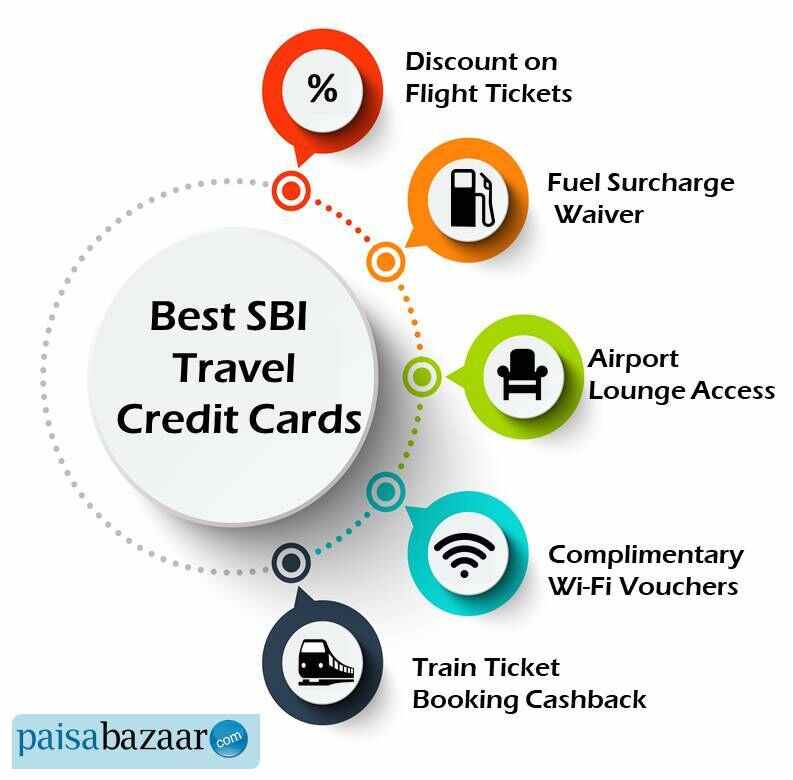 %
Discount on
Flight Tickets
Fuel Surcharge
Waiver
Best SBI
Travel
Credit Cards
Airport
Lounge Access
Complimentary
Wi-Fi Vouchers
Train Ticket
Booking Cashback
paisabazaar.com